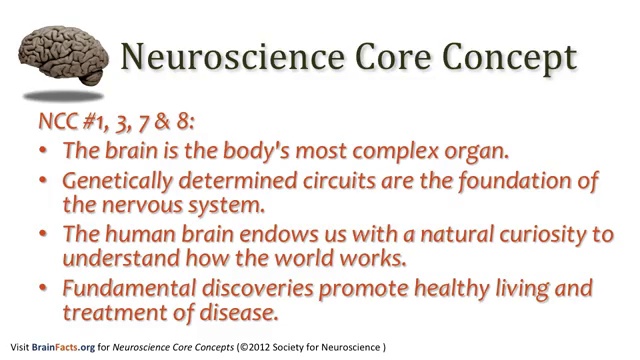 Neuroscience Core Concept
NCC #1, 3, 7 & 8:
• The brain is the body's most complex organ.
• Genetically determined circuits are the foundation of
the nervous system.
• The human brain endows us with a natural curiosity to
understand how the world works.
• Fundamental discoveries promote healthy living and
treatment of disease.
Visit BrainFacts.org for Neuroscience Core Concepts (©2012 Society for Neuroscience )